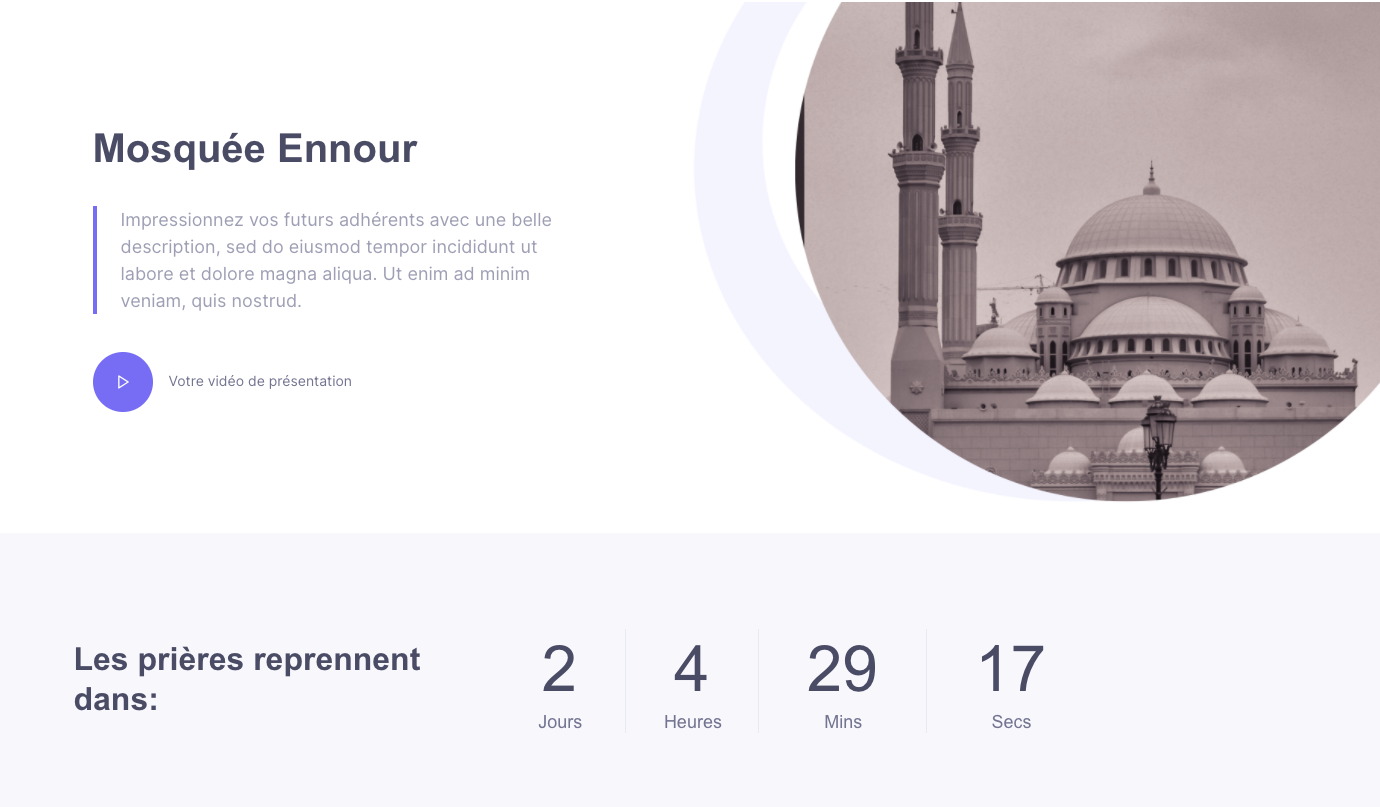 Mosquée Ennour
Impressionnez vos futurs adhérents avec une belle
description, sed do eiusmod tempor incididunt ut
labore et dolore magna aliqua. Ut enim ad minim
veniam, quis nostrud.
Votre vidéo de présentation
Les prières reprennent
dans:
2 4 29 17
Jours Heures Mins Secs